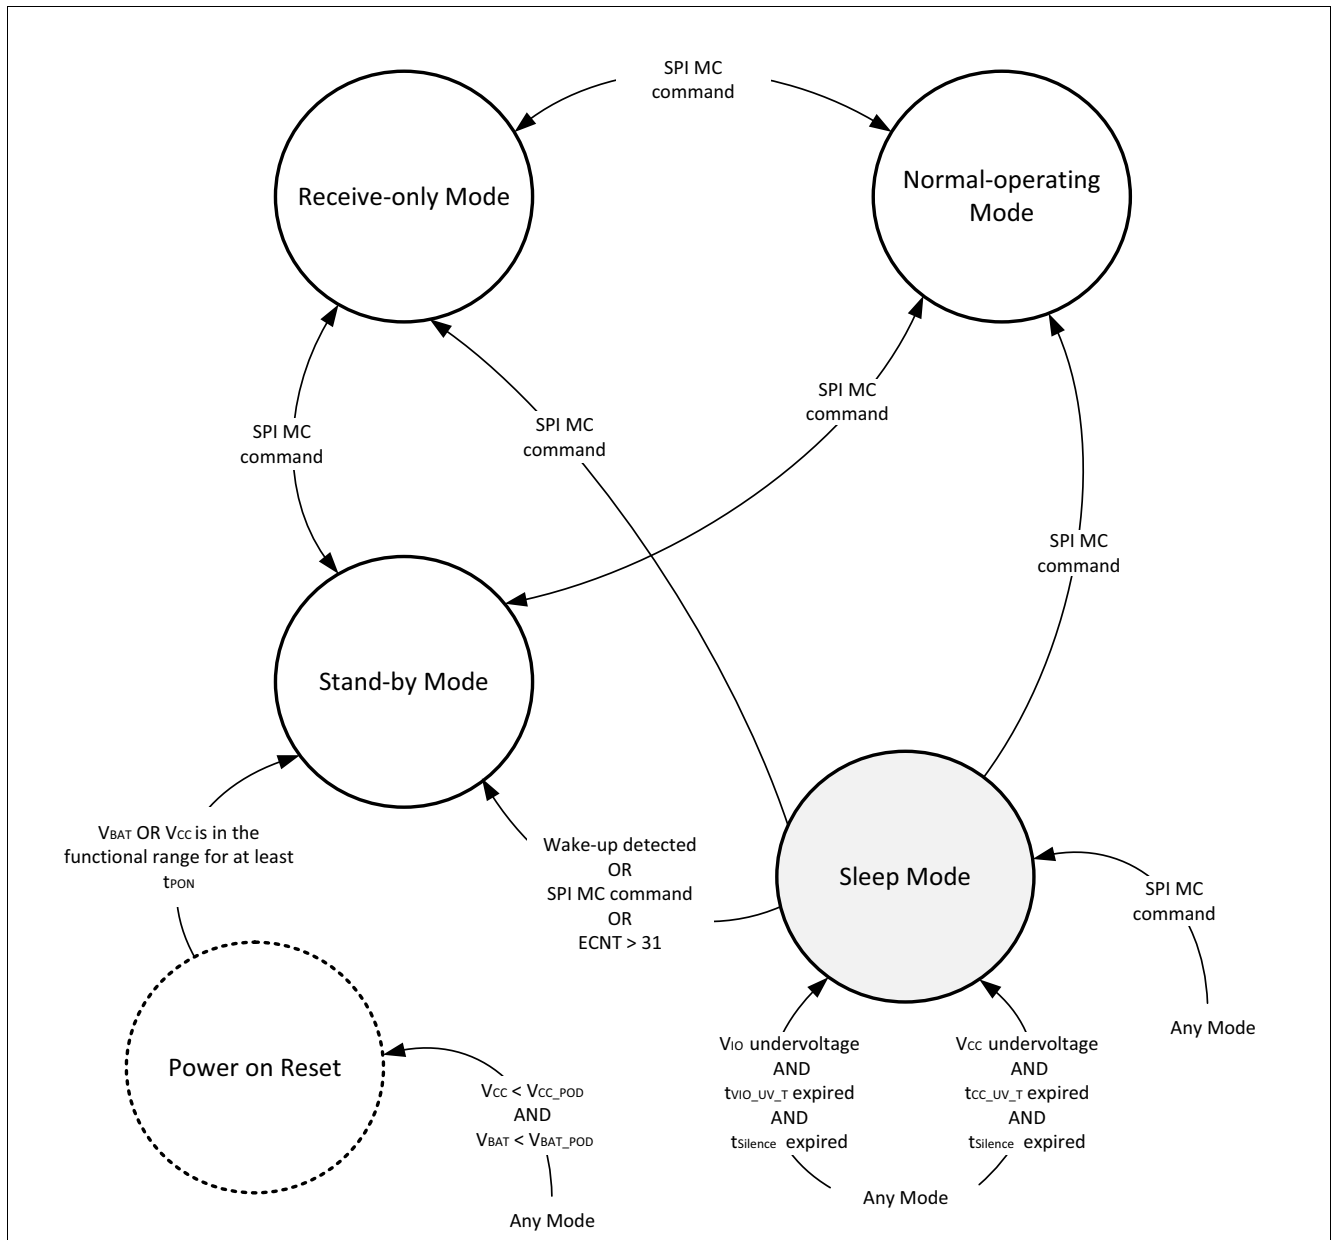 SPI MC
command
Receive-only Mode
Normal-operating
Mode
SPI MC
command
SPI MC
command
SPI MC
command
SPI MC
command
Stand-by Mode
VBAT OR VCC is in the
functional range for at least
tPON
Wake-up detected
OR
SPI MC command
OR
ECNT > 31
Sleep Mode
SPI MC
command
Any Mode
Power on Reset
VCC < VCC_POD
AND
VBAT < VBAT_POD
Any Mode
VIO undervoltage
AND
tVIO_UV_T expired
AND
tSilence expired
VCC undervoltage
AND
tCC_UV_T expired
AND
tSilence expired
Any Mode